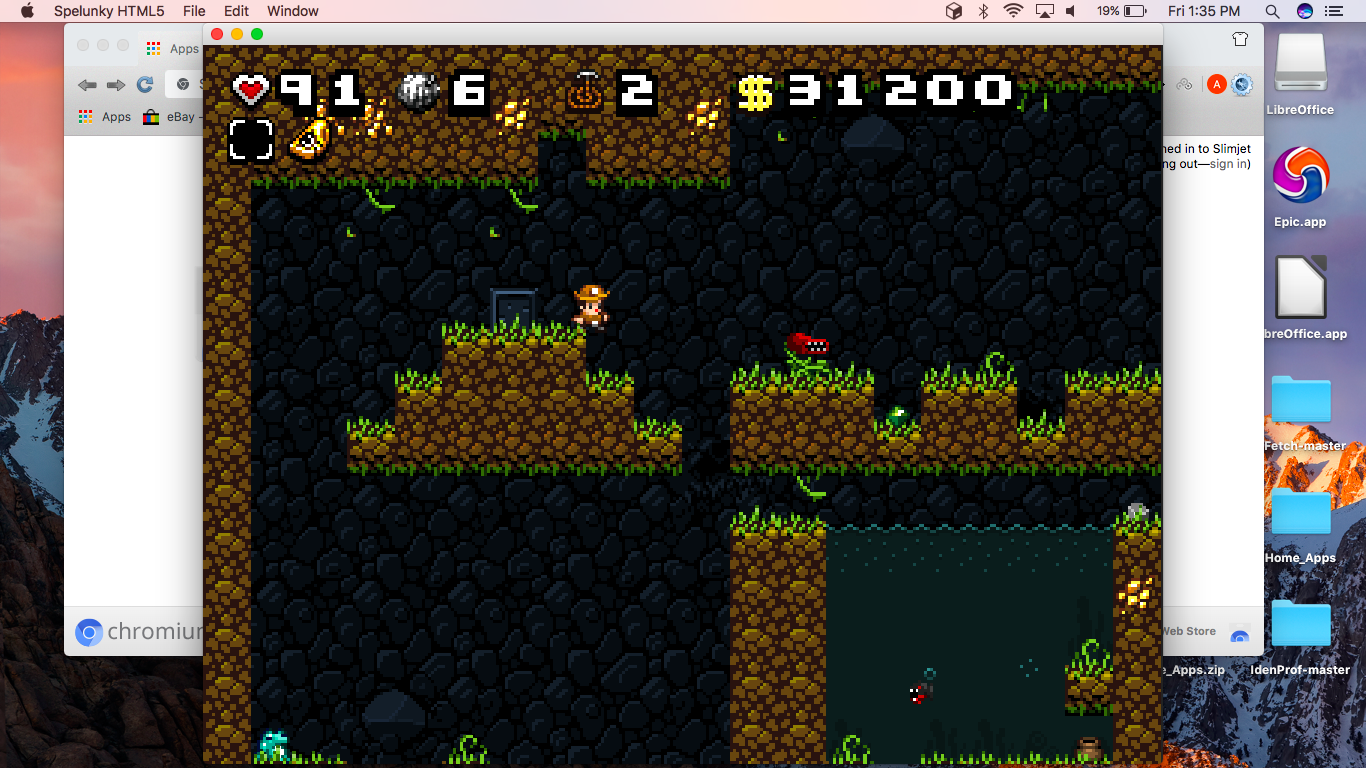 Spelunky HTML5 File Edit Window 19% Fri 1:35 PM
Apps
A
Apps eBay -
91 6 2 $31200
ned in to Slimjet
ng out—sign in)
LibreOffice
Epic.app
breOffice.app
Fetch-master
Home_Apps
chromiu
Web Store
e_Apps.zip IdenProf-master